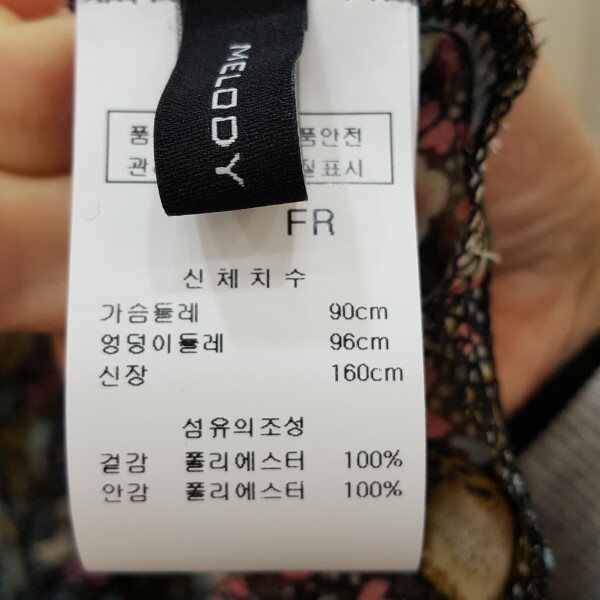 MELODY
품 품안전
관 질표시
FR
신체치수
가슴둘레 90cm
엉덩이둘레 96cm
신장 160cm
섬유의조성
겉감 폴리에스터 100%
안감 폴리에스터 100%